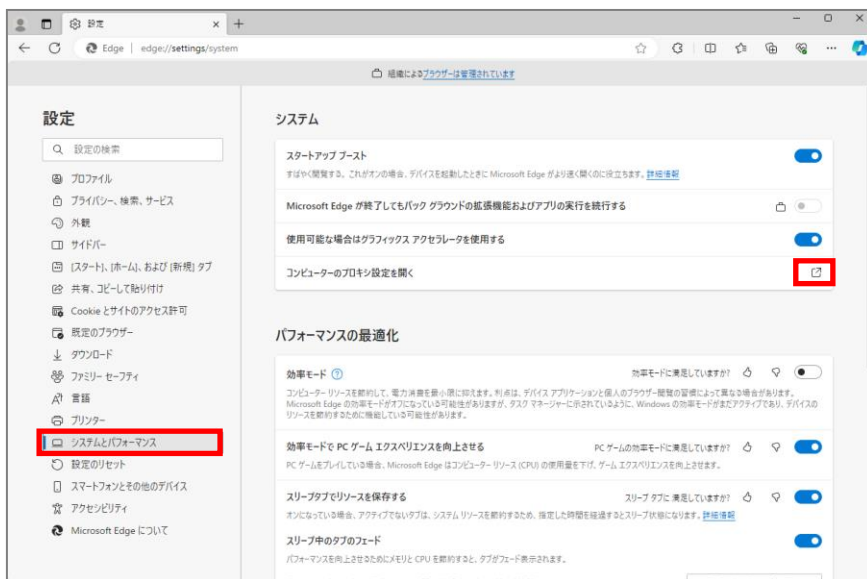 設定
Edge | edge://settings/system
組織によるブラウザーは管理されています
設定
設定の検索
プロファイル
プライバシー、検索、サービス
外観
サイドバー
[スタート]、[ホーム]、および [新規] タブ
共有、コピーして貼り付け
Cookie とサイトのアクセス許可
既定のブラウザー
ダウンロード
ファミリー セーフティ
言語
プリンター
システムとパフォーマンス
設定のリセット
スマートフォンとその他のデバイス
アクセシビリティ
Microsoft Edge について
システム
スタートアップ ブースト
すばやく閲覧する。これがオンの場合、デバイスを起動したときに Microsoft Edge がより速く開くのに役立ちます。詳細情報
Microsoft Edge が終了してもバック グラウンドの拡張機能およびアプリの実行を続行する
使用可能な場合はグラフィックス アクセラレータを使用する
コンピューターのプロキシ設定を開く
パフォーマンスの最適化
効率モード 効率モードに満足していますか?
コンピューター リソースを節約して、電力消費を最小限に抑えます。利点は、デバイス アプリケーションと個人のブラウザー閲覧の習慣によって異なる場合があります。
Microsoft Edge の効率モードがオフになっている可能性がありますが、タスク マネージャーに示されているように、Windows の効率モードがまだアクティブであり、デバイスの
リソースを節約するために機能している可能性があります。
効率モードで PC ゲーム エクスペリエンスを向上させる PC ゲームの効率モードに満足していますか?
PC ゲームをプレイしている場合、Microsoft Edge はコンピューター リソース (CPU) の使用量を下げ、ゲーム エクスペリエンスを向上させます。
スリープタブでリソースを保存する スリープ タブに 満足していますか?
オンになっている場合、アクティブでないタブは、システム リソースを節約するため、指定した時間を経過するとスリープ状態になります。詳細情報
スリープ中のタブのフェード
パフォーマンスを向上させるためにメモリと CPU を節約すると、タブがフェード表示されます。